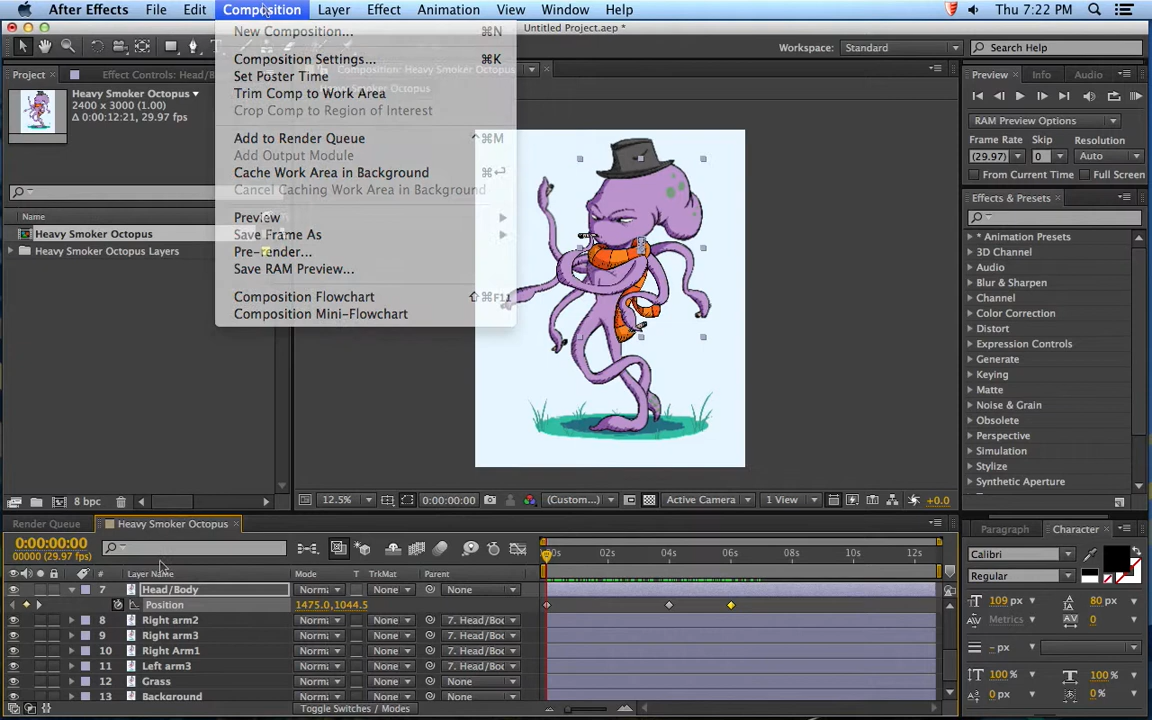 After Effects File Edit Composition Layer Effect Animation View Window Help Thu 7:22 PM
Untitled Project.aep *
Workspace: Standard Search Help
New Composition... ⌘N
Composition Settings... ⌘K
Set Poster Time
Trim Comp to Work Area
Crop Comp to Region of Interest
Add to Render Queue ⌃⌘M
Add Output Module
Cache Work Area in Background ⌘↩
Cancel Caching Work Area in Background
Preview
Save Frame As
Pre-render...
Save RAM Preview...
Composition Flowchart ⇧⌘F11
Composition Mini-Flowchart
Project Effect Controls: Head/B
Heavy Smoker Octopus
2400 x 3000 (1.00)
Δ 0:00:12:21, 29.97 fps
Name
Heavy Smoker Octopus
Heavy Smoker Octopus Layers
8 bpc
Composition: Heavy Smoker Octopus
Heavy Smoker Octopus
12.5% 0:00:00:00 (Custom...) Active Camera 1 View +0.0
Preview Info Audio
RAM Preview Options
Frame Rate Skip Resolution
(29.97) 0 Auto
From Current Time Full Screen
Effects & Presets
* Animation Presets
3D Channel
Audio
Blur & Sharpen
Channel
Color Correction
Distort
Expression Controls
Generate
Keying
Matte
Noise & Grain
Obsolete
Perspective
Simulation
Stylize
Synthetic Aperture
Render Queue Heavy Smoker Octopus
0:00:00:00
00000 (29.97 fps)
# Layer Name Mode T TrkMat Parent
00s 02s 04s 06s 08s 10s 12s
7 Head/Body
Position 1475.0,1044.5
8 Right arm2 Norma None 7. Head/Boc
9 Right arm3 Norma None 7. Head/Boc
10 Right Arm1 Norma None 7. Head/Boc
11 Left arm3 Norma None 7. Head/Boc
12 Grass Norma None None
13 Background Norma None None
Toggle Switches / Modes
Paragraph Character
Calibri
Regular
109 px 80 px
Metrics 0
- px
100% 100%
0 px 0%